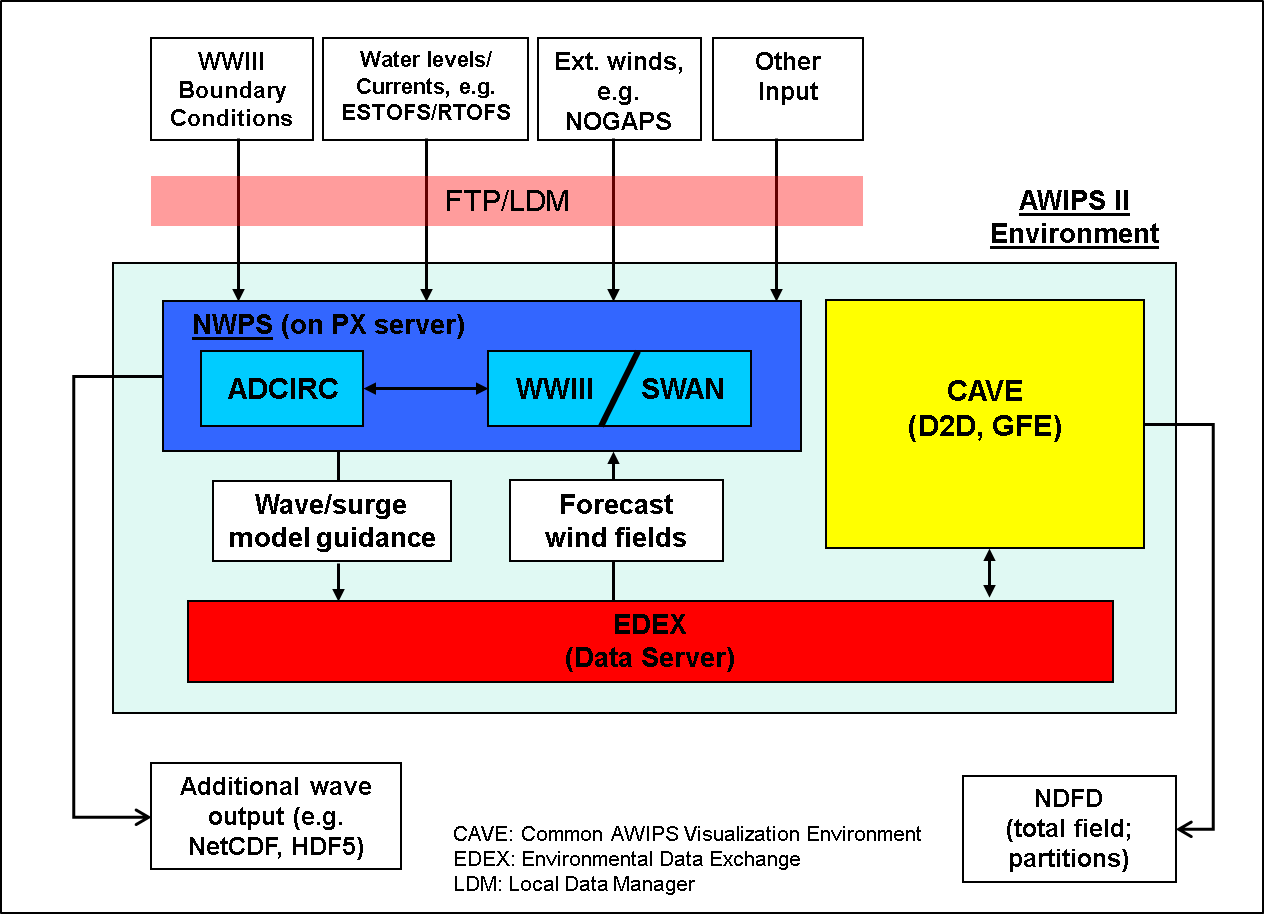 WWIII
Boundary
Conditions
Water levels/
Currents, e.g.
ESTOFS/RTOFS
Ext. winds,
e.g.
NOGAPS
Other
Input
FTP/LDM
AWIPS II
Environment
NWPS (on PX server)
ADCIRC
WWIII
SWAN
CAVE
(D2D, GFE)
Wave/surge
model guidance
Forecast
wind fields
EDEX
(Data Server)
Additional wave
output (e.g.
NetCDF, HDF5)
CAVE: Common AWIPS Visualization Environment
EDEX: Environmental Data Exchange
LDM: Local Data Manager
NDFD
(total field;
partitions)